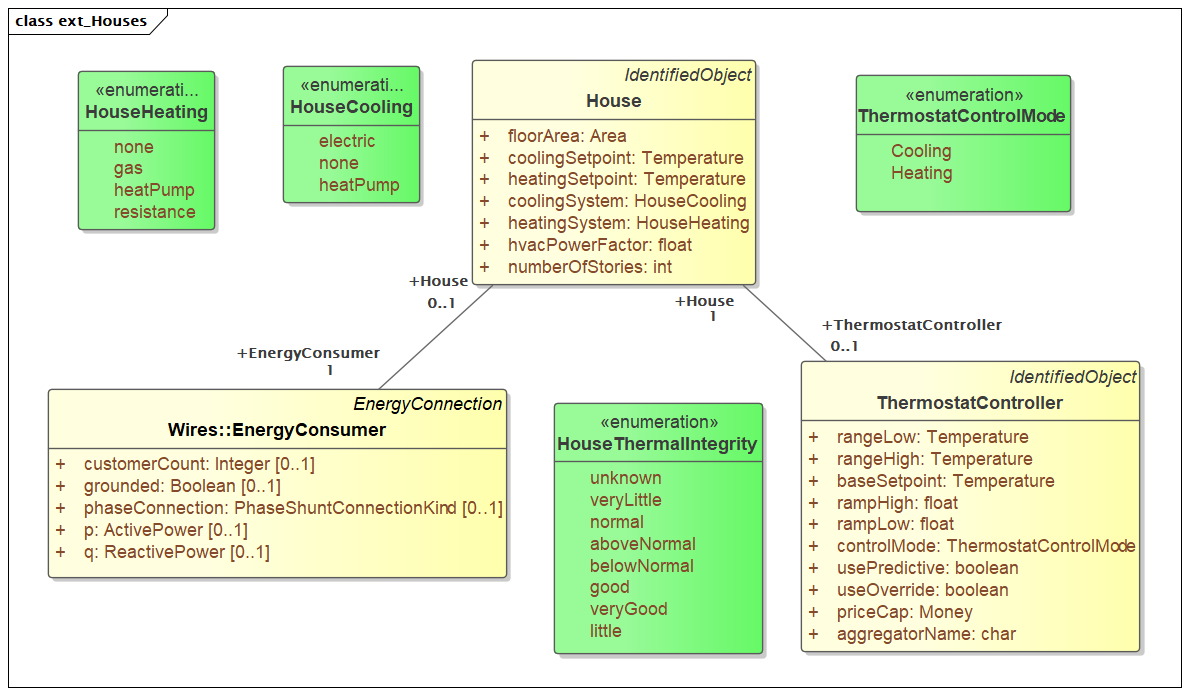 class ext_Houses
«enumerati...
HouseHeating
none
gas
heatPump
resistance
«enumerati...
HouseCooling
electric
none
heatPump
IdentifiedObject
House
+ floorArea: Area
+ coolingSetpoint: Temperature
+ heatingSetpoint: Temperature
+ coolingSystem: HouseCooling
+ heatingSystem: HouseHeating
+ hvacPowerFactor: float
+ numberOfStories: int
«enumeration»
ThermostatControlMode
Cooling
Heating
+House
0..1
+EnergyConsumer
1
+House
1
+ThermostatController
0..1
EnergyConnection
Wires::EnergyConsumer
+ customerCount: Integer [0..1]
+ grounded: Boolean [0..1]
+ phaseConnection: PhaseShuntConnectionKind [0..1]
+ p: ActivePower [0..1]
+ q: ReactivePower [0..1]
«enumeration»
HouseThermalIntegrity
unknown
veryLittle
normal
aboveNormal
belowNormal
good
veryGood
little
IdentifiedObject
ThermostatController
+ rangeLow: Temperature
+ rangeHigh: Temperature
+ baseSetpoint: Temperature
+ rampHigh: float
+ rampLow: float
+ controlMode: ThermostatControlMode
+ usePredictive: boolean
+ useOverride: boolean
+ priceCap: Money
+ aggregatorName: char